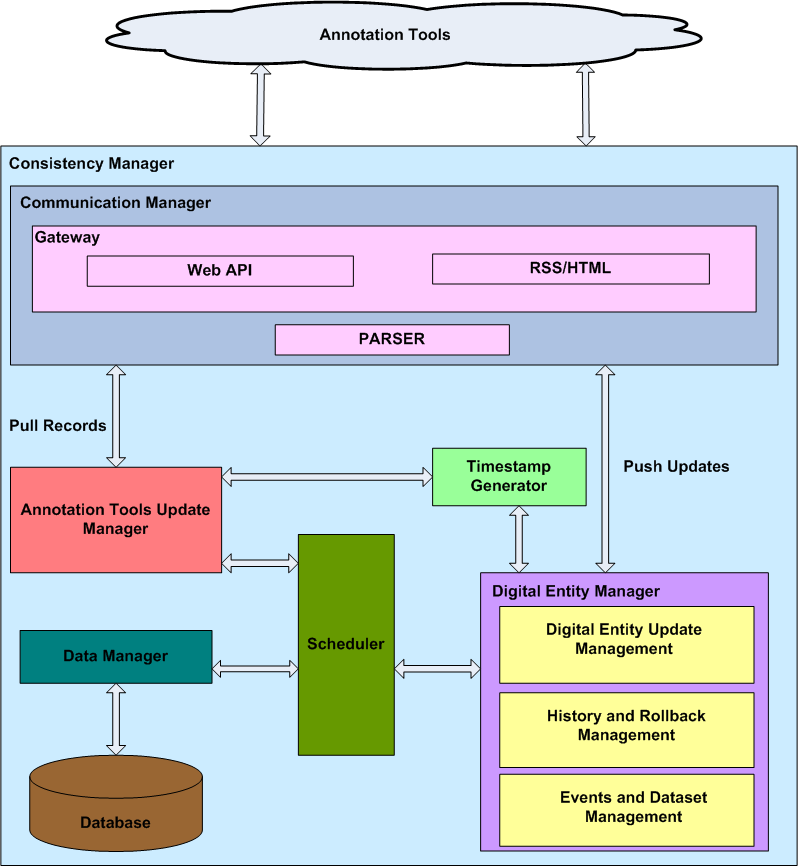 Annotation Tools
Consistency Manager
Communication Manager
Gateway
Web API
RSS/HTML
PARSER
Pull Records
Push Updates
Timestamp
Generator
Annotation Tools Update
Manager
Scheduler
Data Manager
Database
Digital Entity Manager
Digital Entity Update
Management
History and Rollback
Management
Events and Dataset
Management